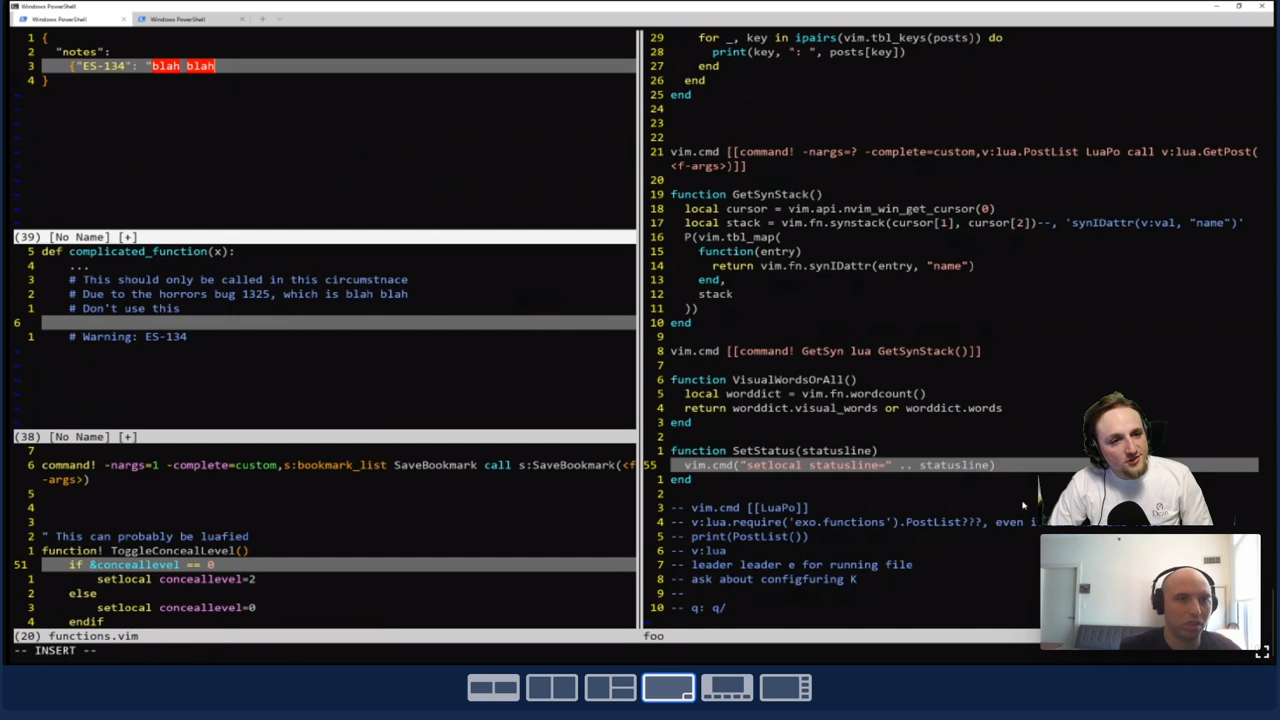 Windows PowerShell
Windows PowerShell
Windows PowerShell
1 {
2 "notes":
3 {"ES-134": "blah blah
4 }
(39) [No Name] [+]
5 def complicated_function(x):
4 ...
3 # This should only be called in this circumstnace
2 # Due to the horrors bug 1325, which is blah blah
1 # Don't use this
6
1 # Warning: ES-134
(38) [No Name] [+]
7
6 command! -nargs=1 -complete=custom,s:bookmark_list SaveBookmark call s:SaveBookmark(<f
-args>)
5
4
3
2 " This can probably be luafied
1 function! ToggleConcealLevel()
51 if &conceallevel == 0
1 setlocal conceallevel=2
2 else
3 setlocal conceallevel=0
4 endif
(20) functions.vim
-- INSERT --
29 for _, key in ipairs(vim.tbl_keys(posts)) do
28 print(key, ": ", posts[key])
27 end
26 end
25 end
24
23
22
21 vim.cmd [[command! -nargs=? -complete=custom,v:lua.PostList LuaPo call v:lua.GetPost(
<f-args>)]]
20
19 function GetSynStack()
18 local cursor = vim.api.nvim_win_get_cursor(0)
17 local stack = vim.fn.synstack(cursor[1], cursor[2])--, 'synIDattr(v:val, "name")'
16 P(vim.tbl_map(
15 function(entry)
14 return vim.fn.synIDattr(entry, "name")
13 end,
12 stack
11 ))
10 end
9
8 vim.cmd [[command! GetSyn lua GetSynStack()]]
7
6 function VisualWordsOrAll()
5 local worddict = vim.fn.wordcount()
4 return worddict.visual_words or worddict.words
3 end
2
1 function SetStatus(statusline)
55 vim.cmd("setlocal statusline=" .. statusline)
1 end
2
3 -- vim.cmd [[LuaPo]]
4 -- v:lua.require('exo.functions').PostList???, even i
5 -- print(PostList())
6 -- v:lua
7 -- leader leader e for running file
8 -- ask about configfuring K
9 --
10 -- q: q/
foo